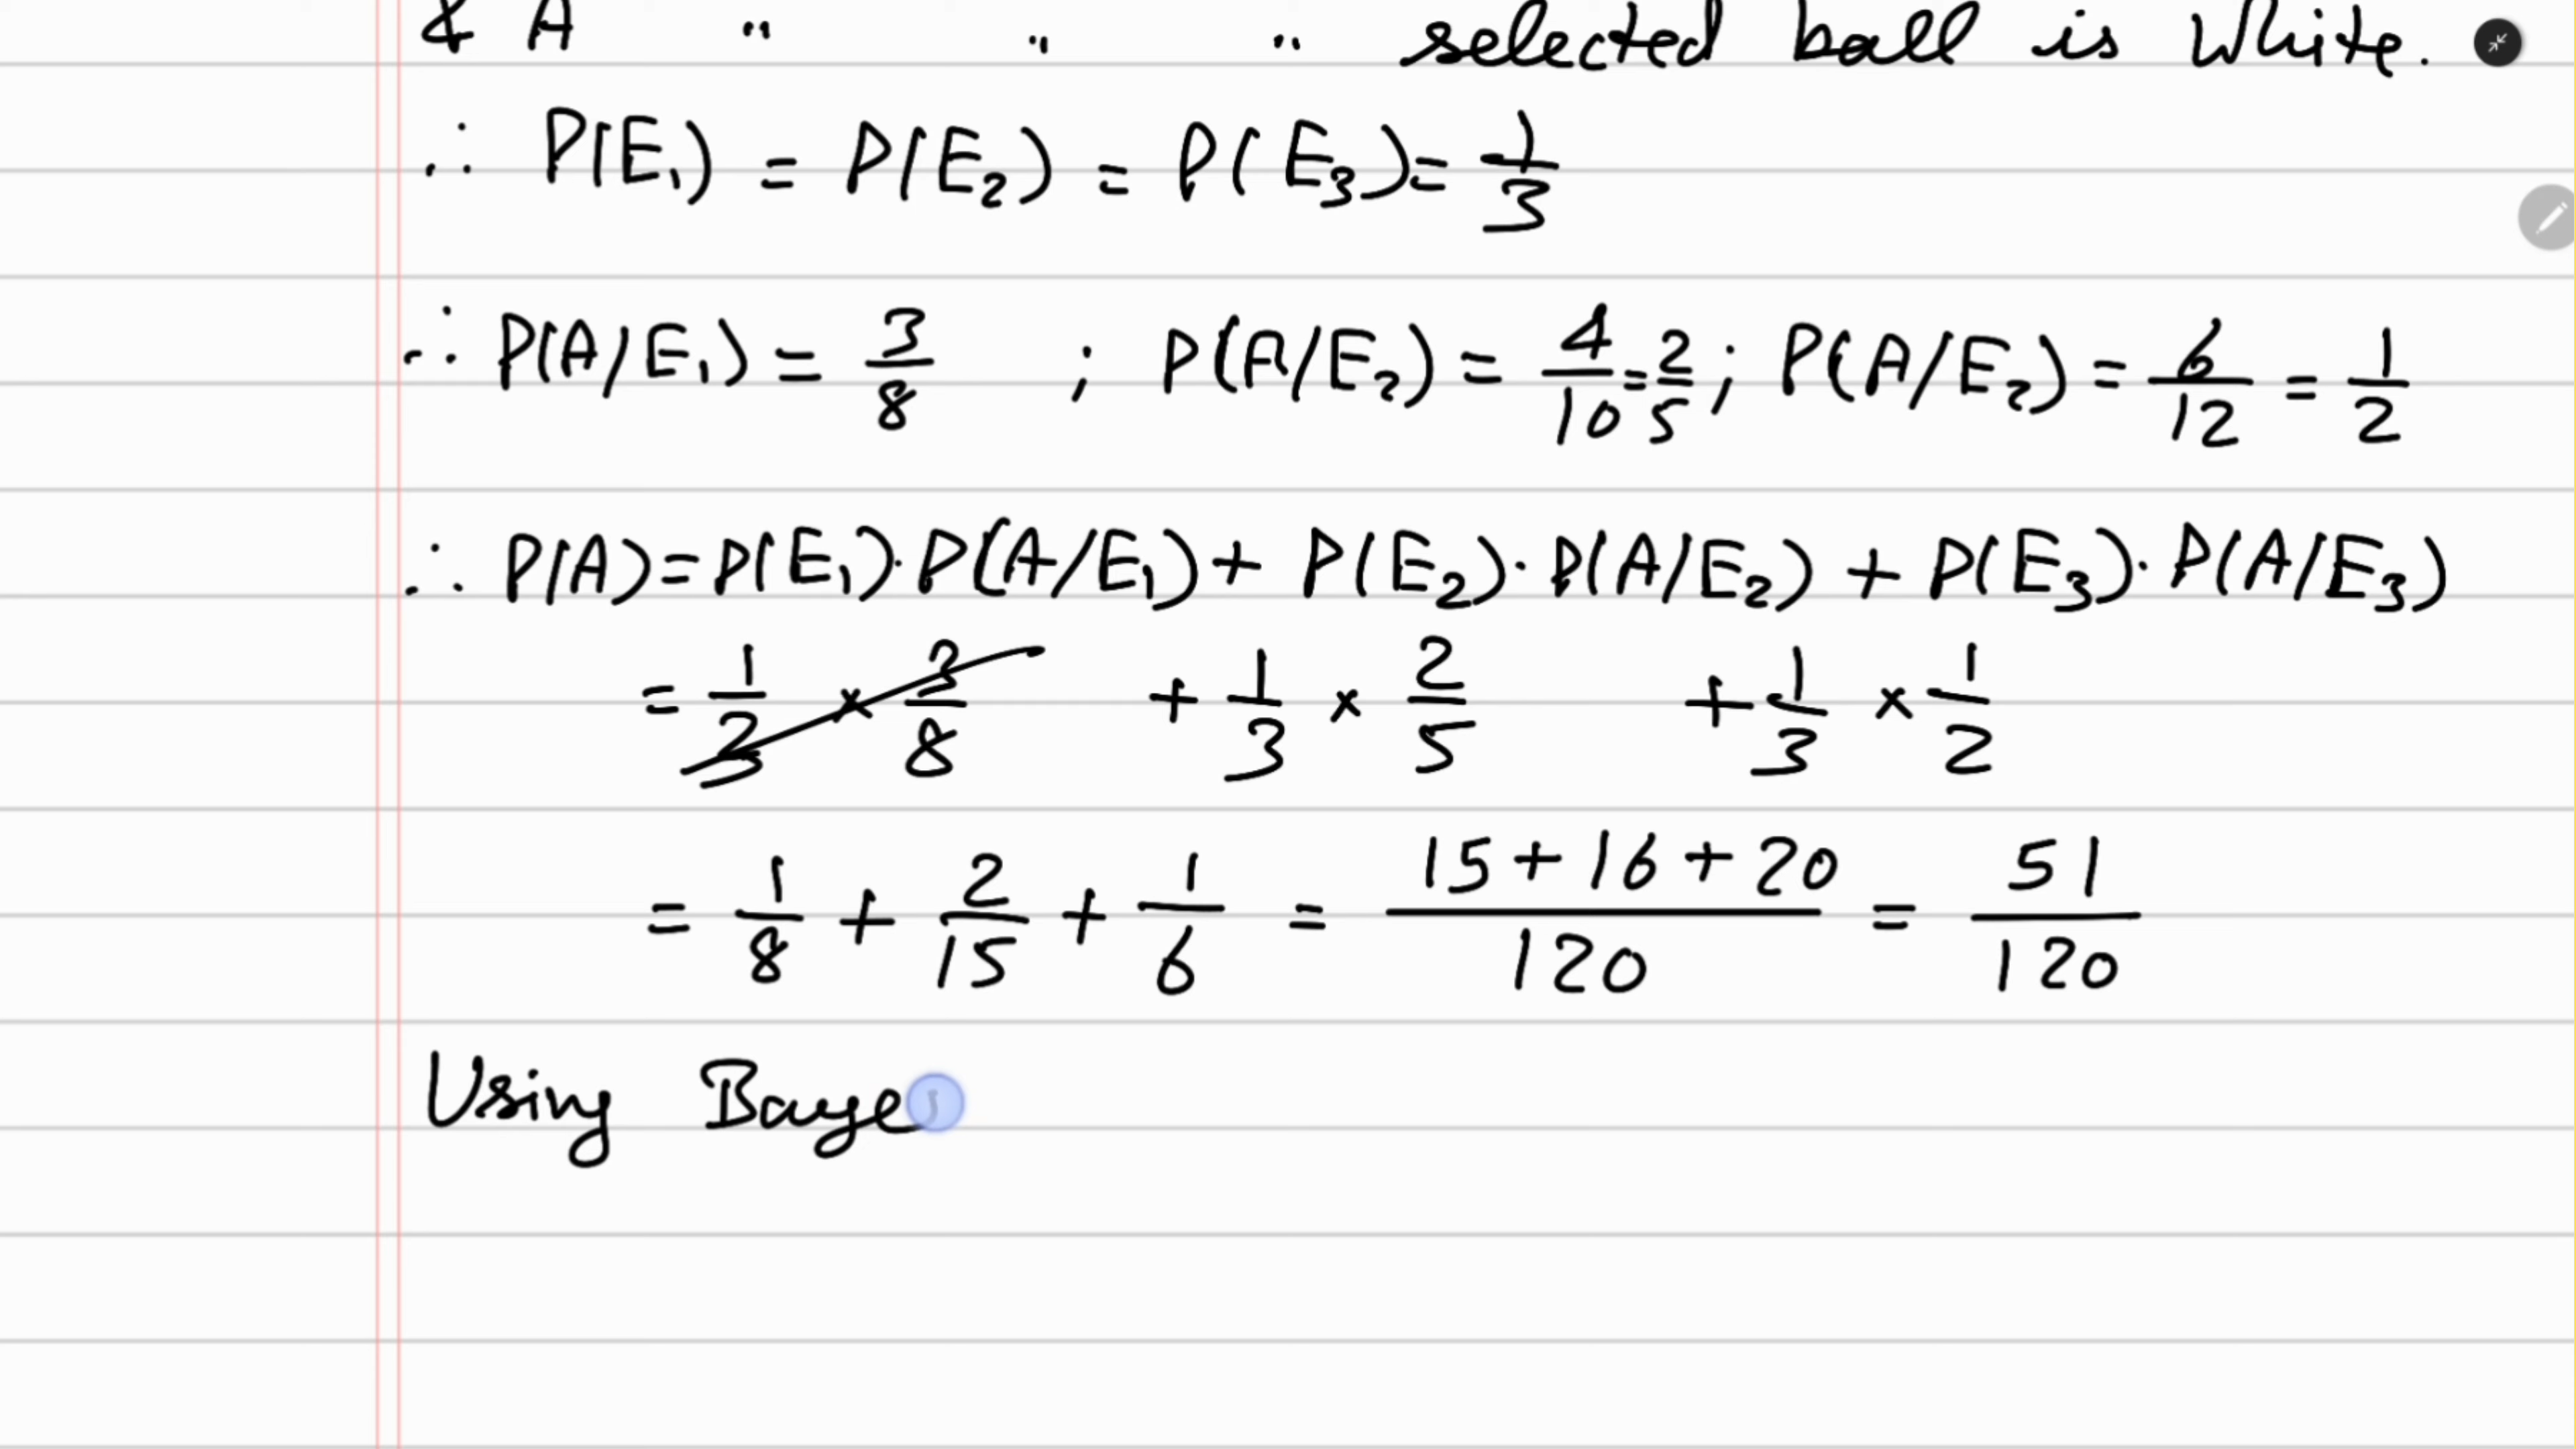 & A " " " selected ball is White.
∴ P(E₁) = P(E₂) = P(E₃) = 1/3
∴ P(A/E₁) = 3/8 ; P(A/E₂) = 4/10 = 2/5 ; P(A/E₂) = 6/12 = 1/2
∴ P(A) = P(E₁)·P(A/E₁) + P(E₂)·P(A/E₂) + P(E₃)·P(A/E₃)
= 1/3 × 3/8 + 1/3 × 2/5 + 1/3 × 1/2
= 1/8 + 2/15 + 1/6 = 15+16+20/120 = 51/120
Using Bayes